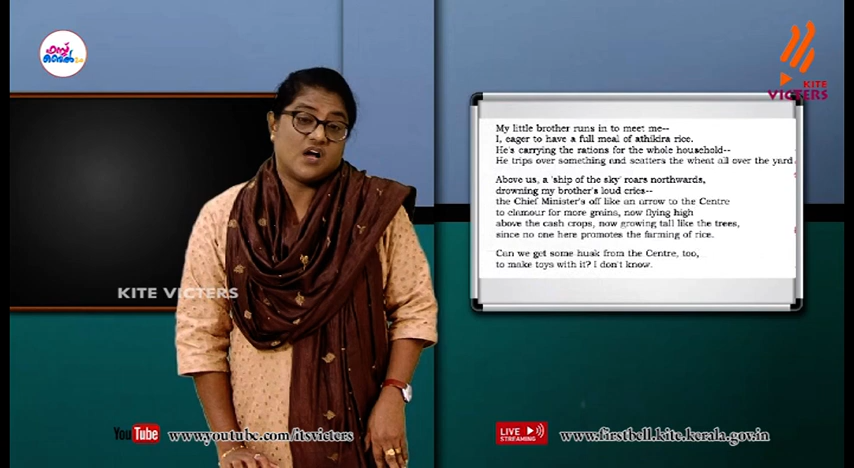 ഫസ്റ്റ്
ബെൽ 2.0
KITE
VICTERS
My little brother runs in to meet me--
I, eager to have a full meal of athikira rice.
He's carrying the rations for the whole household--
He trips over something and scatters the wheat all over the yard.
Above us, a 'ship of the sky' roars northwards,
drowning my brother's loud cries--
the Chief Minister's off like an arrow to the Centre
to clamour for more grains, now flying high
above the cash crops, now growing tall like the trees,
since no one here promotes the farming of rice.
Can we get some husk from the Centre, too,
to make toys with it? I don't know.
KITE VICTERS
YouTube www.youtube.com/itsvicters
LIVE
STREAMING
www.firstbell.kite.kerala.gov.in